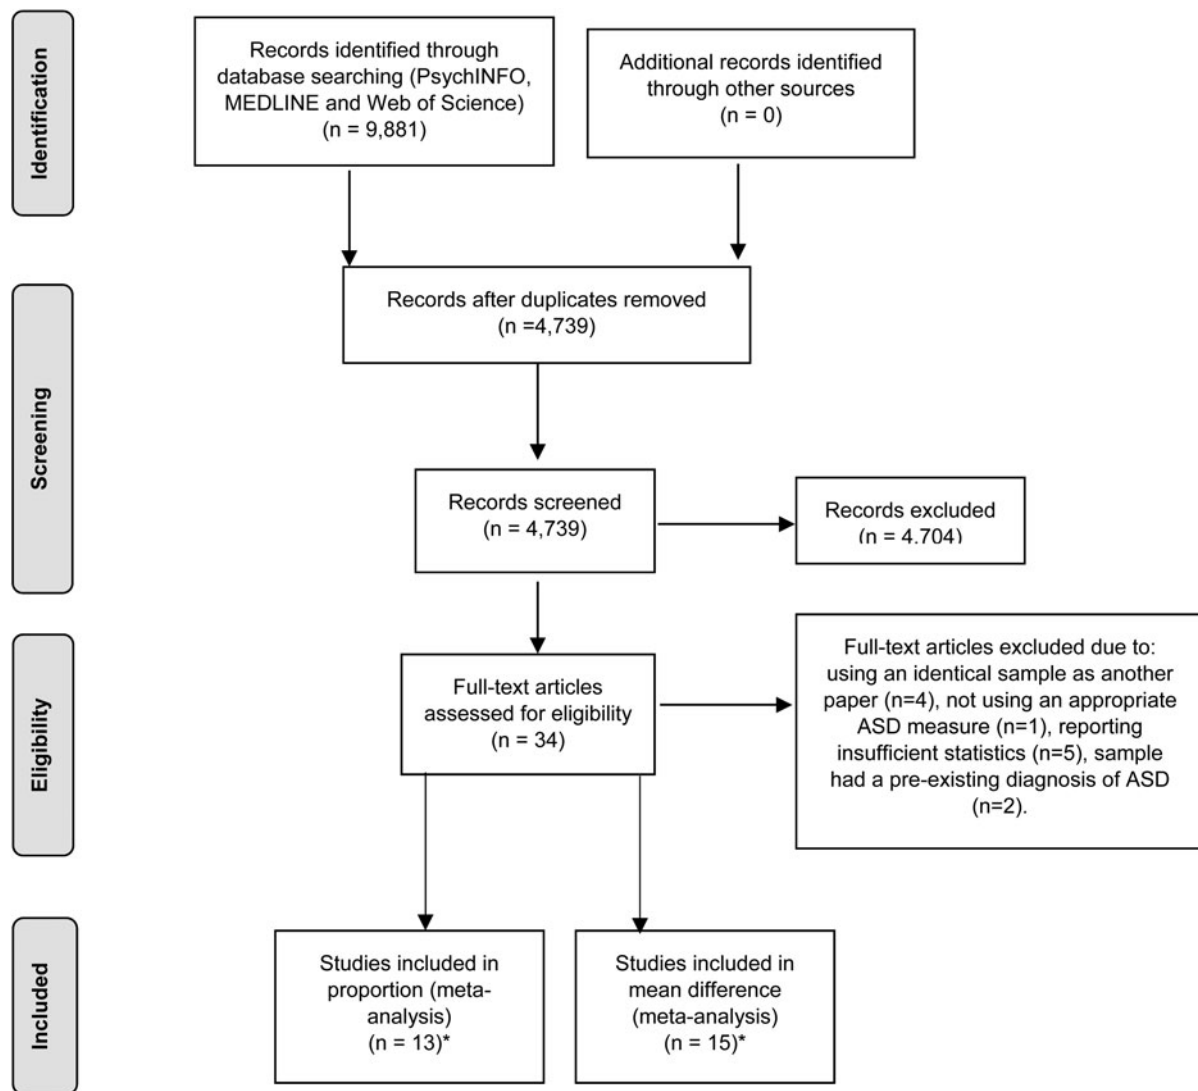 Identification
Records identified through
database searching (PsychINFO,
MEDLINE and Web of Science)
(n = 9,881)
Additional records identified
through other sources
(n = 0)
Screening
Records after duplicates removed
(n =4,739)
Records screened
(n = 4,739)
Records excluded
(n = 4,704)
Eligibility
Full-text articles
assessed for eligibility
(n = 34)
Full-text articles excluded due to:
using an identical sample as another
paper (n=4), not using an appropriate
ASD measure (n=1), reporting
insufficient statistics (n=5), sample
had a pre-existing diagnosis of ASD
(n=2).
Included
Studies included in
proportion (meta-
analysis)
(n = 13)*
Studies included in
mean difference
(meta-analysis)
(n = 15)*